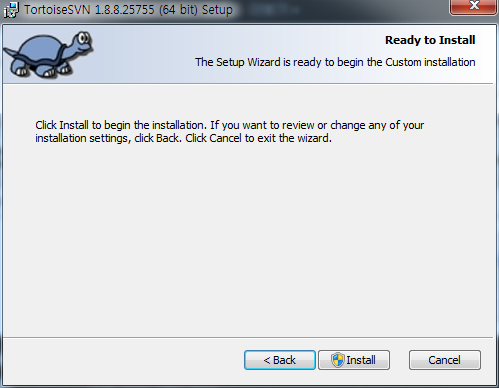 TortoiseSVN 1.8.8.25755 (64 bit) Setup
Ready to Install
The Setup Wizard is ready to begin the Custom installation
Click Install to begin the installation. If you want to review or change any of your
installation settings, click Back. Click Cancel to exit the wizard.
< Back Install Cancel